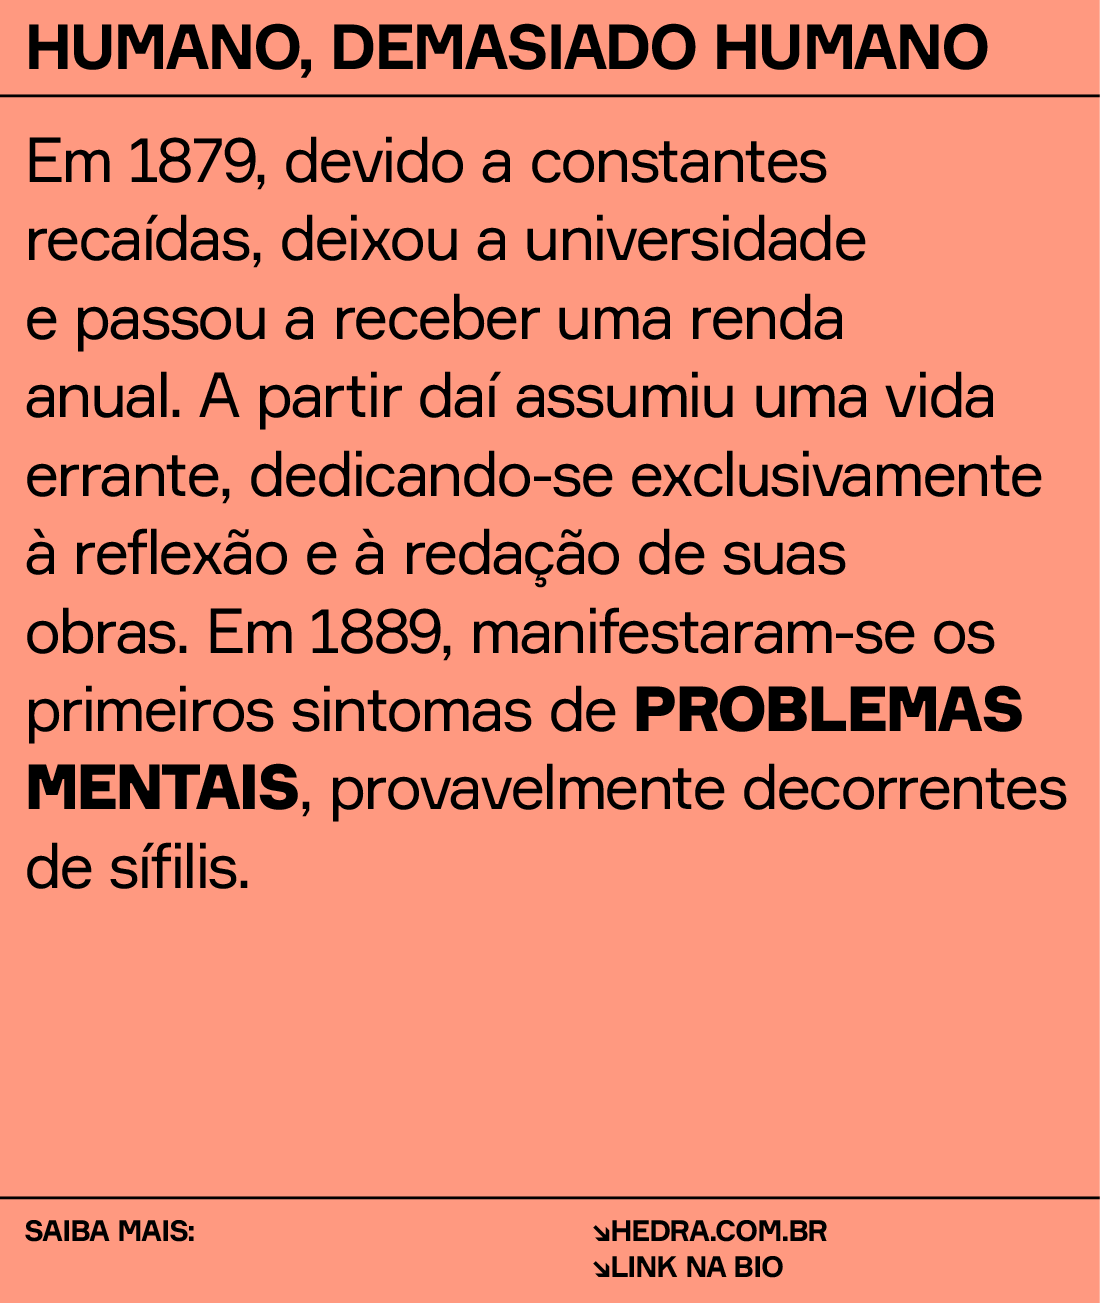 HUMANO, DEMASIADO HUMANO
Em 1879, devido a constantes
recaídas, deixou a universidade
e passou a receber uma renda
anual. A partir daí assumiu uma vida
errante, dedicando-se exclusivamente
à reflexão e à redação de suas
obras. Em 1889, manifestaram-se os
primeiros sintomas de PROBLEMAS
MENTAIS, provavelmente decorrentes
de sífilis.
SAIBA MAIS:
↘HEDRA.COM.BR
↘LINK NA BIO